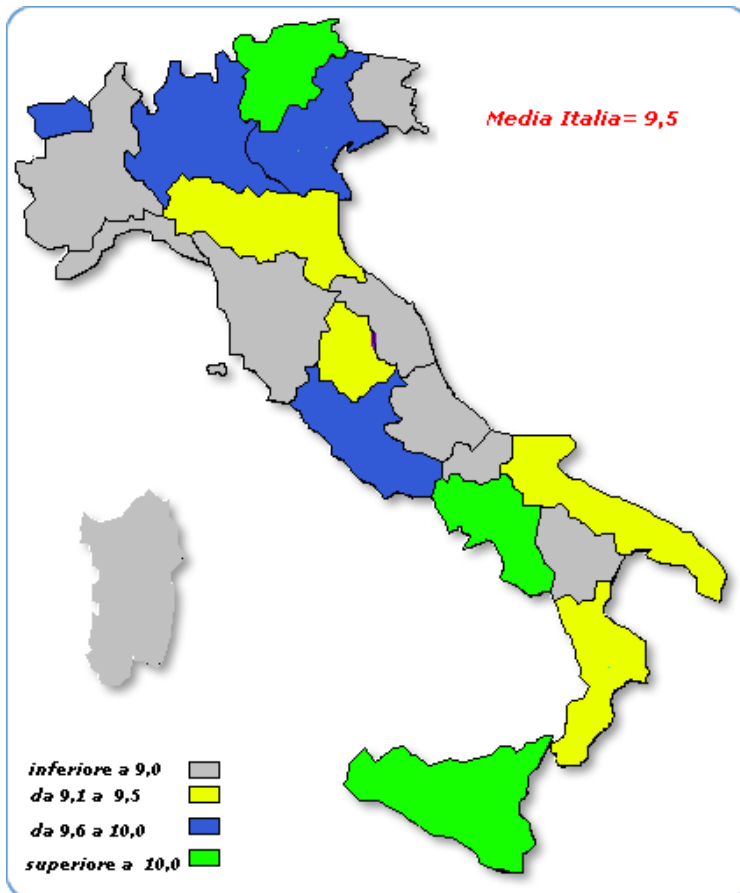 Media Italia= 9,5
inferiore a 9,0
da 9,1 a 9,5
da 9,6 a 10,0
superiore a 10,0